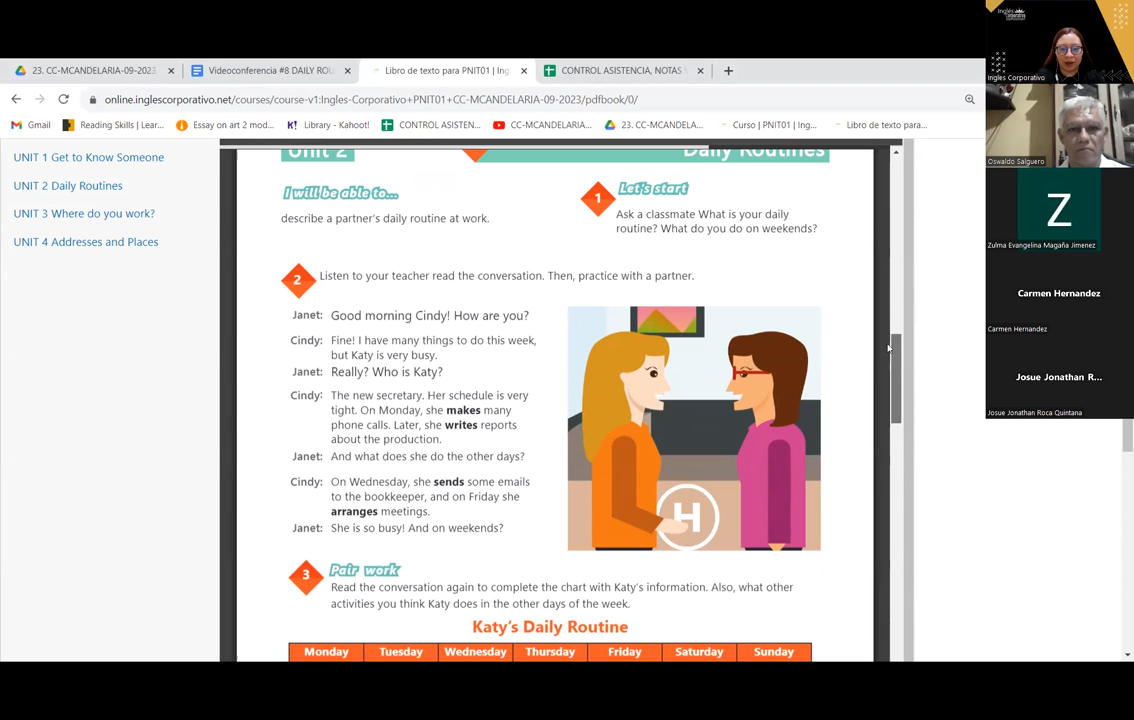 23. CC-MCANDELARIA-09-2023
Videoconferencia #8 DAILY ROU
Libro de texto para PNIT01 | Ing
CONTROL ASISTENCIA, NOTAS
online.inglescorporativo.net/courses/course-v1:Ingles-Corporativo+PNIT01+CC-MCANDELARIA-09-2023/pdfbook/0/
Gmail
Reading Skills | Lear...
Essay on art 2 mod...
Library - Kahoot!
CONTROL ASISTEN...
CC-MCANDELARIA...
23. CC-MCANDELA...
Curso | PNIT01 | Ing...
Libro de texto para...
UNIT 1 Get to Know Someone
UNIT 2 Daily Routines
UNIT 3 Where do you work?
UNIT 4 Addresses and Places
Unit 2
Daily Routines
I will be able to...
describe a partner's daily routine at work.
1
Let's start
Ask a classmate What is your daily
routine? What do you do on weekends?
2
Listen to your teacher read the conversation. Then, practice with a partner.
Janet: Good morning Cindy! How are you?
Cindy: Fine! I have many things to do this week,
but Katy is very busy.
Janet: Really? Who is Katy?
Cindy: The new secretary. Her schedule is very
tight. On Monday, she makes many
phone calls. Later, she writes reports
about the production.
Janet: And what does she do the other days?
Cindy: On Wednesday, she sends some emails
to the bookkeeper, and on Friday she
arranges meetings.
Janet: She is so busy! And on weekends?
H
3
Pair work
Read the conversation again to complete the chart with Katy's information. Also, what other
activities you think Katy does in the other days of the week.
Katy's Daily Routine
Monday Tuesday Wednesday Thursday Friday Saturday Sunday
Inglés
Corporativo
Ingles Corporativo
Oswaldo Salguero
Z
Zulma Evangelina Magaña Jimenez
Carmen Hernandez
Carmen Hernandez
Josue Jonathan R...
Josue Jonathan Roca Quintana